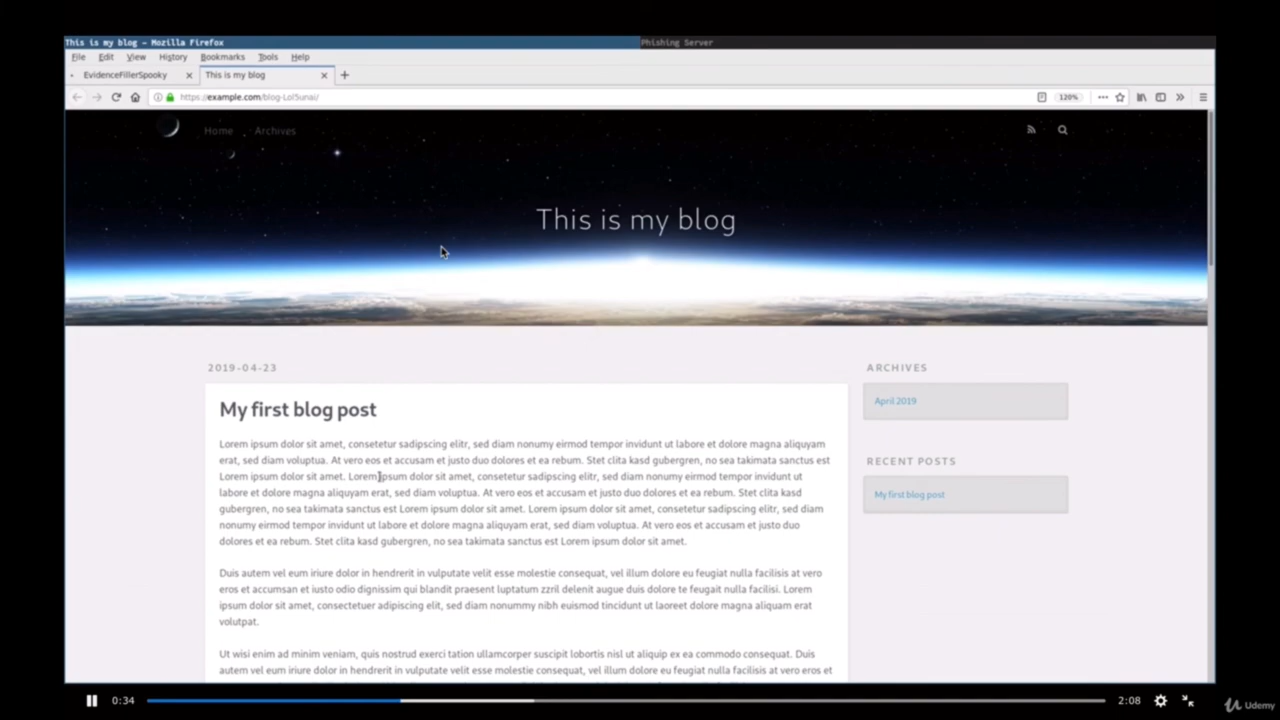 This is my blog - Mozilla Firefox
Phishing Server
File Edit View History Bookmarks Tools Help
EvidenceFillerSpooky
This is my blog
https://example.com/blog-Lol5unai/
120%
Home Archives
This is my blog
2019-04-23
My first blog post
Lorem ipsum dolor sit amet, consetetur sadipscing elitr, sed diam nonumy eirmod tempor invidunt ut labore et dolore magna aliquyam
erat, sed diam voluptua. At vero eos et accusam et justo duo dolores et ea rebum. Stet clita kasd gubergren, no sea takimata sanctus est
Lorem ipsum dolor sit amet. Lorem ipsum dolor sit amet, consetetur sadipscing elitr, sed diam nonumy eirmod tempor invidunt ut
labore et dolore magna aliquyam erat, sed diam voluptua. At vero eos et accusam et justo duo dolores et ea rebum. Stet clita kasd
gubergren, no sea takimata sanctus est Lorem ipsum dolor sit amet. Lorem ipsum dolor sit amet, consetetur sadipscing elitr, sed diam
nonumy eirmod tempor invidunt ut labore et dolore magna aliquyam erat, sed diam voluptua. At vero eos et accusam et justo duo
dolores et ea rebum. Stet clita kasd gubergren, no sea takimata sanctus est Lorem ipsum dolor sit amet.
Duis autem vel eum iriure dolor in hendrerit in vulputate velit esse molestie consequat, vel illum dolore eu feugiat nulla facilisis at vero
eros et accumsan et iusto odio dignissim qui blandit praesent luptatum zzril delenit augue duis dolore te feugait nulla facilisi. Lorem
ipsum dolor sit amet, consectetuer adipiscing elit, sed diam nonummy nibh euismod tincidunt ut laoreet dolore magna aliquam erat
volutpat.
Ut wisi enim ad minim veniam, quis nostrud exerci tation ullamcorper suscipit lobortis nisl ut aliquip ex ea commodo consequat. Duis
autem vel eum iriure dolor in hendrerit in vulputate velit esse molestie consequat, vel illum dolore eu feugiat nulla facilisis at vero eros et
ARCHIVES
April 2019
RECENT POSTS
My first blog post
0:34
2:08
Udemy